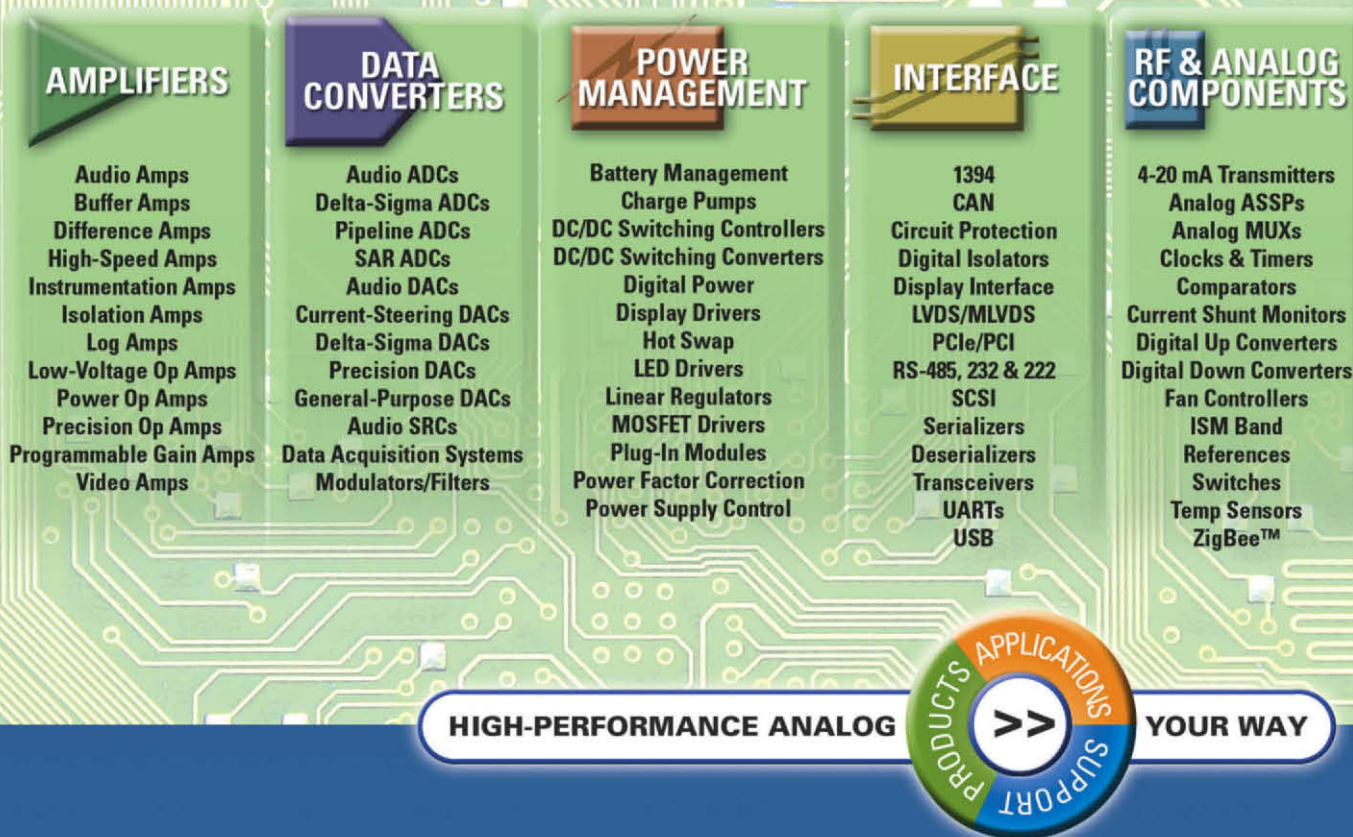 AMPLIFIERS
Audio Amps
Buffer Amps
Difference Amps
High-Speed Amps
Instrumentation Amps
Isolation Amps
Log Amps
Low-Voltage Op Amps
Power Op Amps
Precision Op Amps
Programmable Gain Amps
Video Amps
DATA
CONVERTERS
Audio ADCs
Delta-Sigma ADCs
Pipeline ADCs
SAR ADCs
Audio DACs
Current-Steering DACs
Delta-Sigma DACs
Precision DACs
General-Purpose DACs
Audio SRCs
Data Acquisition Systems
Modulators/Filters
POWER
MANAGEMENT
Battery Management
Charge Pumps
DC/DC Switching Controllers
DC/DC Switching Converters
Digital Power
Display Drivers
Hot Swap
LED Drivers
Linear Regulators
MOSFET Drivers
Plug-In Modules
Power Factor Correction
Power Supply Control
INTERFACE
1394
CAN
Circuit Protection
Digital Isolators
Display Interface
LVDS/MLVDS
PCIe/PCI
RS-485, 232 & 222
SCSI
Serializers
Deserializers
Transceivers
UARTs
USB
RF & ANALOG
COMPONENTS
4-20 mA Transmitters
Analog ASSPs
Analog MUXs
Clocks & Timers
Comparators
Current Shunt Monitors
Digital Up Converters
Digital Down Converters
Fan Controllers
ISM Band
References
Switches
Temp Sensors
ZigBee™
HIGH-PERFORMANCE ANALOG
PRODUCTS
APPLICATIONS
SUPPORT
>>
YOUR WAY